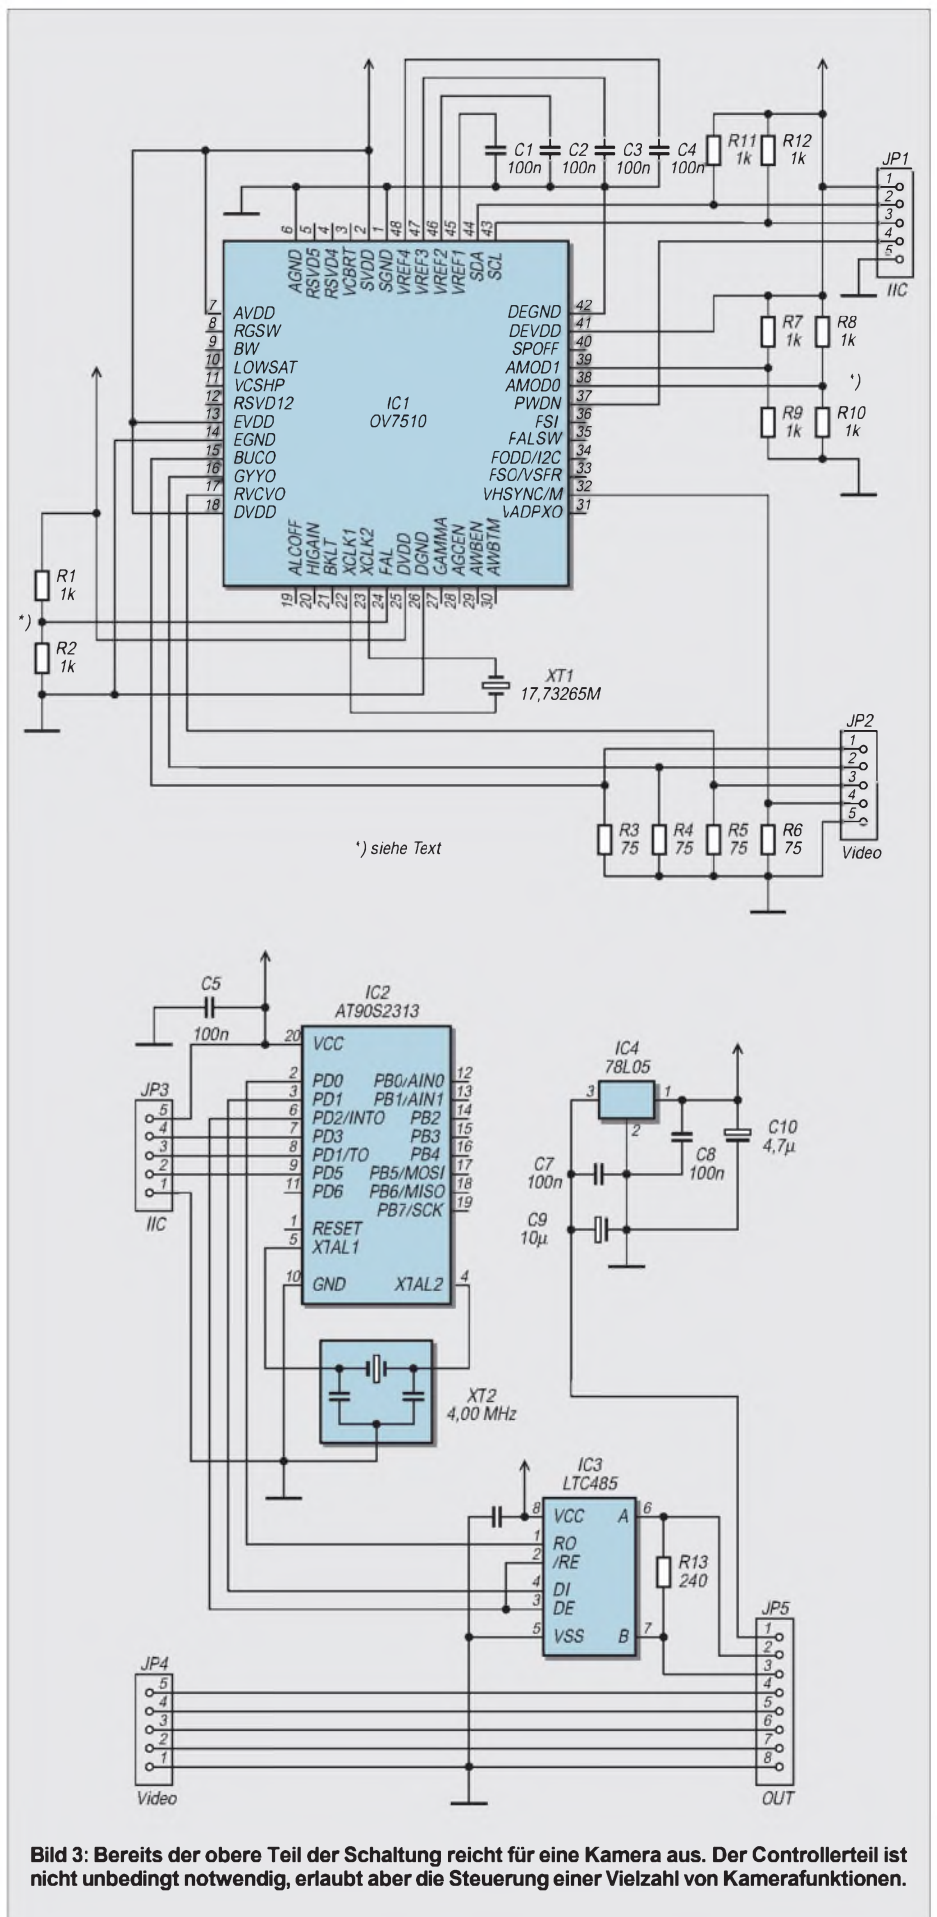 C1 100n
C2 100n
C3 100n
C4 100n
R11 1k
R12 1k
JP1
1
2
3
4
5
IIC
6 5 4 3 2 1 48 47 46 45 44 43
AGND RSVD5 RSVD4 VCBRT SVDD SGND VREF4 VREF3 VREF2 VREF1 SDA SCL
7 AVDD
8 RGSW
9 BW
10 LOWSAT
11 VCSHP
12 RSVD12
13 EVDD
14 EGND
15 BUCO
16 GYYO
17 RVCVO
18 DVDD
IC1
OV7510
DEGND 42
DEVDD 41
SPOFF 40
AMOD1 39
AMOD0 38
PWDN 37
FSI 36
FALSW 35
FODD/I2C 34
FSO/VSFR 33
VHSYNC/M 32
VADPXO 31
ALCOFF HIGAIN BKLT XCLK1 XCLK2 FAL DVDD DGND GAMMA AGCEN AWBEN AWBTM
19 20 21 22 23 24 25 26 27 28 29 30
R7 1k
R8 1k
*)
R9 1k
R10 1k
R1
1k
*)
R2
1k
XT1
17,73265M
JP2
1
2
3
4
5
Video
R3 75
R4 75
R5 75
R6 75
*) siehe Text
C5
100n
IC2
AT90S2313
20 VCC
2 PD0 PB0/AIN0 12
3 PD1 PB1/AIN1 13
6 PD2/INTO PB2 14
7 PD3 PB3 15
8 PD1/TO PB4 16
9 PD5 PB5/MOSI 17
11 PD6 PB6/MISO 18
PB7/SCK 19
1 RESET
5 XTAL1
10 GND XTAL2 4
JP3
5
4
3
2
1
IIC
XT2
4,00 MHz
IC4
78L05
3 1
2
C7
100n
C8
100n
C9
10µ
C10
4,7µ
IC3
LTC485
8 VCC A 6
1 RO
2 /RE
4 DI
3 DE
5 VSS B 7
R13
240
JP5
1
2
3
4
5
6
7
8
OUT
JP4
5
4
3
2
1
Video
Bild 3: Bereits der obere Teil der Schaltung reicht für eine Kamera aus. Der Controllerteil ist
nicht unbedingt notwendig, erlaubt aber die Steuerung einer Vielzahl von Kamerafunktionen.